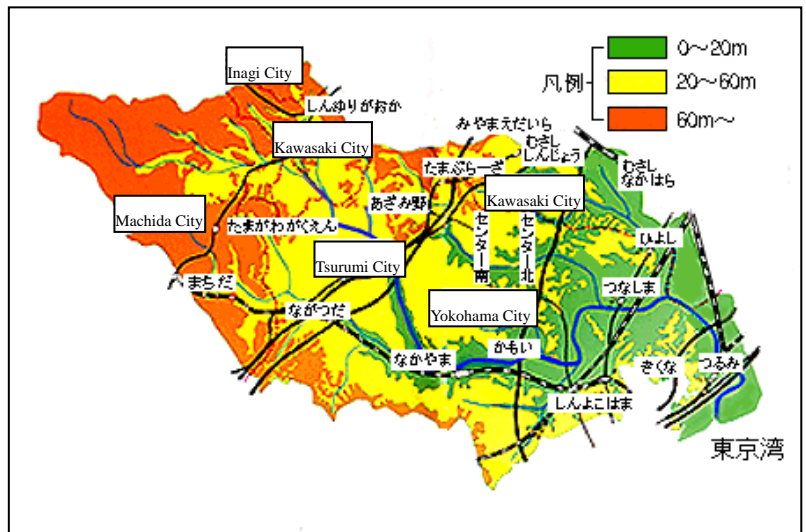 0～20m
凡例
20～60m
60m～
Inagi City
しんゆりがおか
みやまえだいら
Kawasaki City
むさし
しんじょう
たまぷらーざ
むさし
なかはら
Kawasaki City
あざみ野
Machida City
たまがわがくえん
センター南
センター北
ひよし
Tsurumi City
まちだ
つなしま
ながつだ
Yokohama City
かもい
なかやま
きくな
つるみ
しんよこはま
東京湾